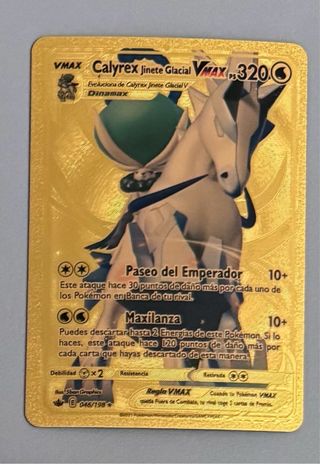 VMAX Calyrex Jinete Glacial VMAX PS 320
Evoluciona de Calyrex Jinete Glacial V
Dinamax
Paseo del Emperador 10+
Este ataque hace 30 puntos de daño más por cada uno de
los Pokémon en Banca de tu rival.
Maxilanza 10+
Puedes descartar hasta 2 Energías de este Pokémon. Si lo
haces, este ataque hace 120 puntos de daño más por
cada carta que hayas descartado de esta manera.
Debilidad ×2 Resistencia Retirada
Ilus. 5ban Graphics Regla VMAX Cuando tu Pokémon VMAX
queda Fuera de Combate, tu rival coge 3 cartas de Premio.
046/198